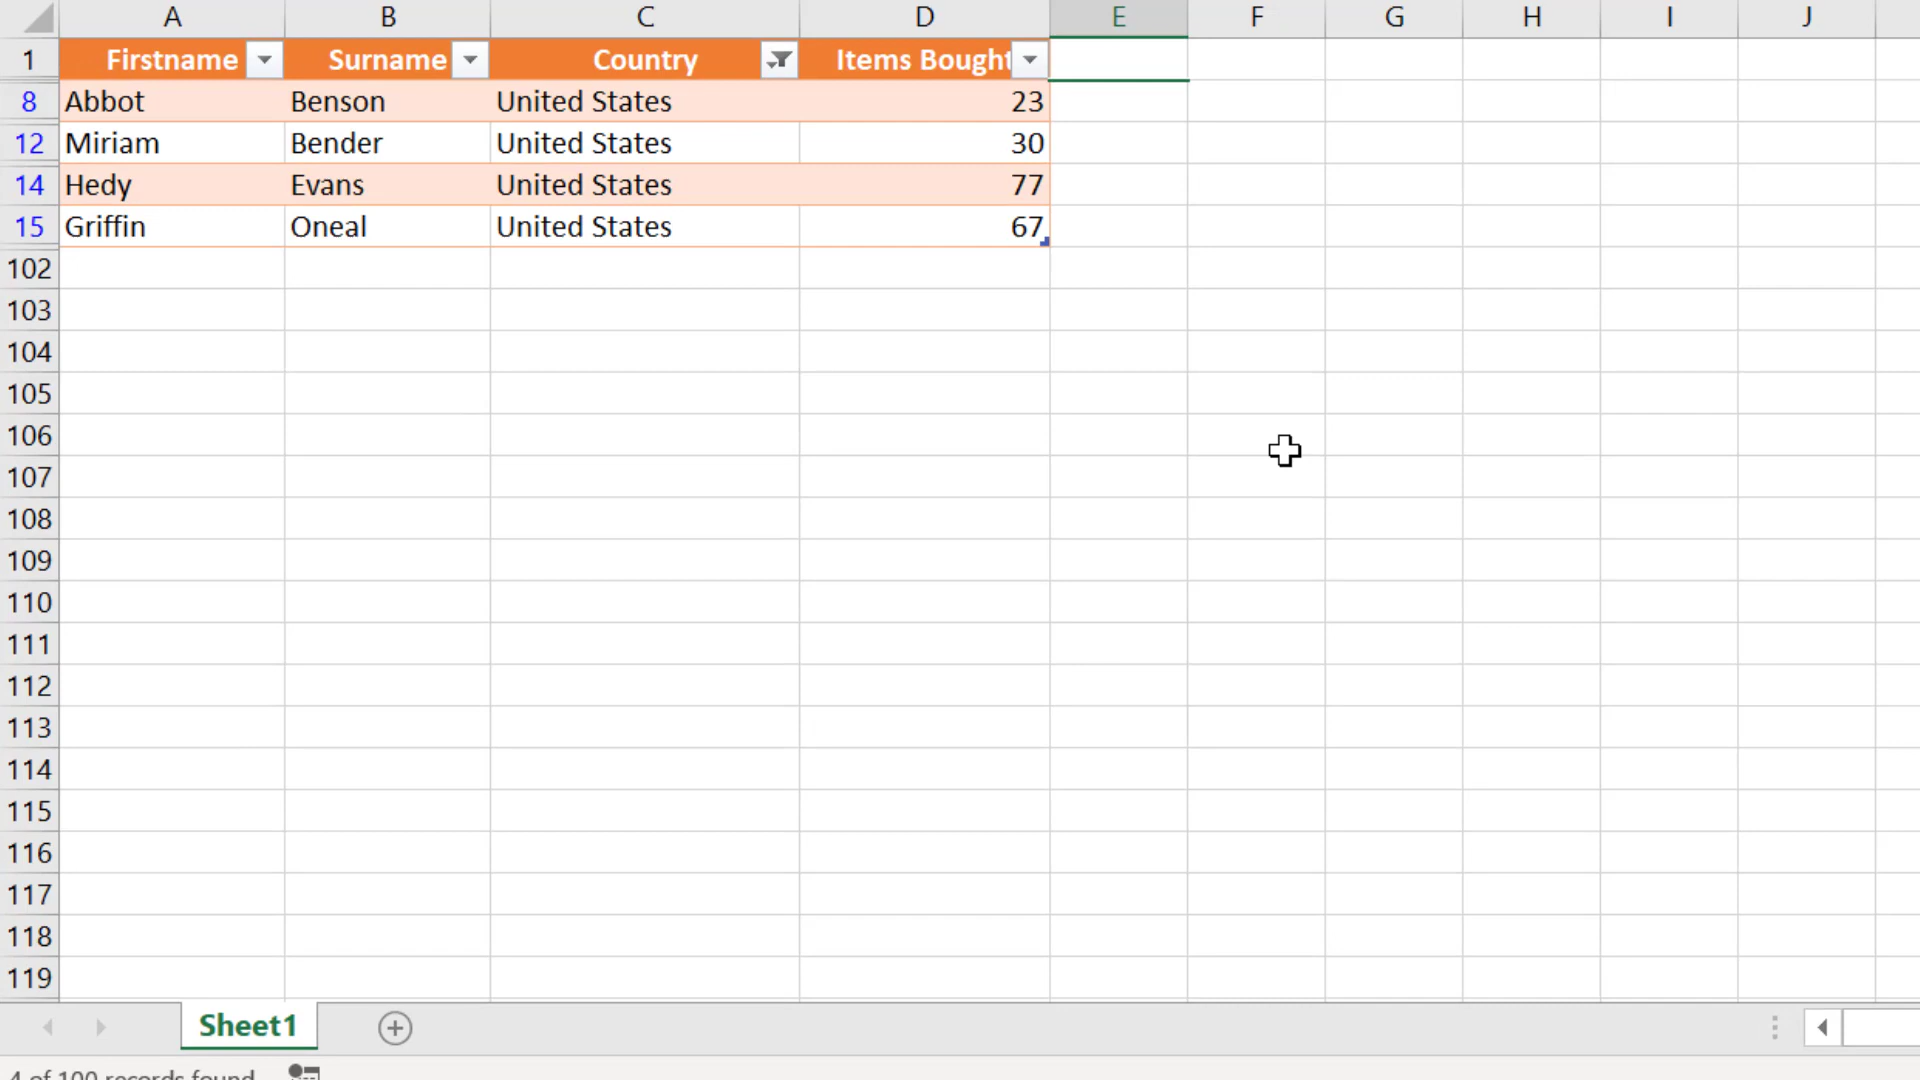 A B C D E F G H I J
1 Firstname Surname Country Items Bought
8 Abbot Benson United States 23
12 Miriam Bender United States 30
14 Hedy Evans United States 77
15 Griffin Oneal United States 67
102
103
104
105
106
107
108
109
110
111
112
113
114
115
116
117
118
119
Sheet1
4 of 100 records found